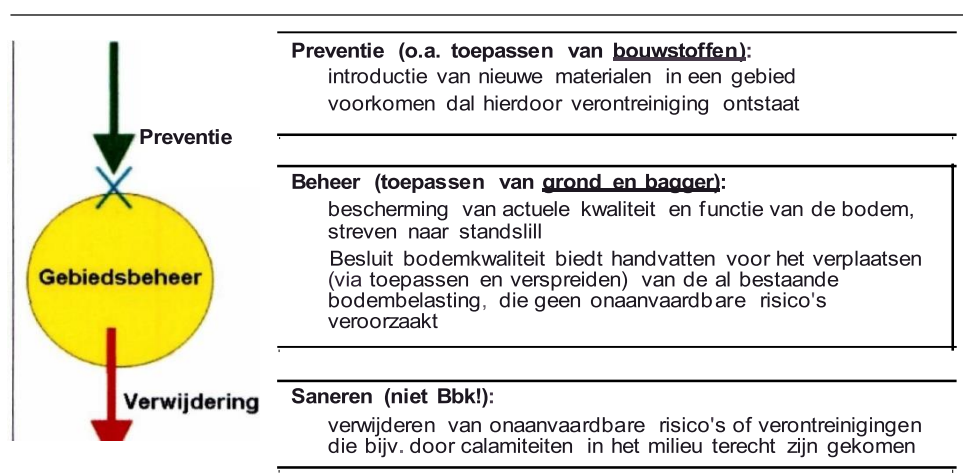 Preventie
Gebiedsbeheer
Verwijdering
Preventie (o.a. toepassen van bouwstoffen):
introductie van nieuwe materialen in een gebied
voorkomen dal hierdoor verontreiniging ontstaat
Beheer (toepassen van grond en bagger):
bescherming van actuele kwaliteit en functie van de bodem,
streven naar standslill
Besluit bodemkwaliteit biedt handvatten voor het verplaatsen
(via toepassen en verspreiden) van de al bestaande
bodembelasting, die geen onaanvaardbare risico's
veroorzaakt
Saneren (niet Bbk!):
verwijderen van onaanvaardbare risico's of verontreinigingen
die bijv. door calamiteiten in het milieu terecht zijn gekomen